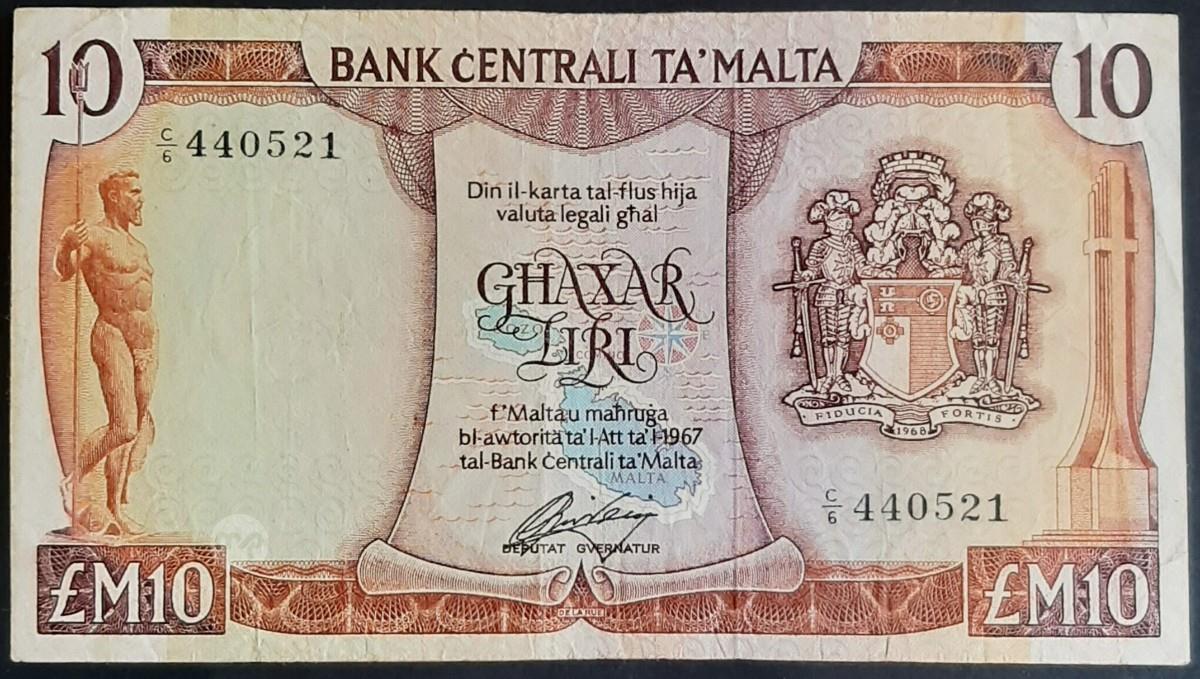 10
BANK ĊENTRALI TA' MALTA
10
C/6 440521
Din il-karta tal-flus hija
valuta legali għal
GĦAXAR
LIRI
GOZO
f'Malta u maħruġa
bl-awtorità ta' l-Att ta' l-1967
tal-Bank Ċentrali ta' Malta
MALTA
FIDUCIA FORTIS
1968
C/6 440521
DEPUTAT GVERNATUR
£M10
DE LA RUE
£M10